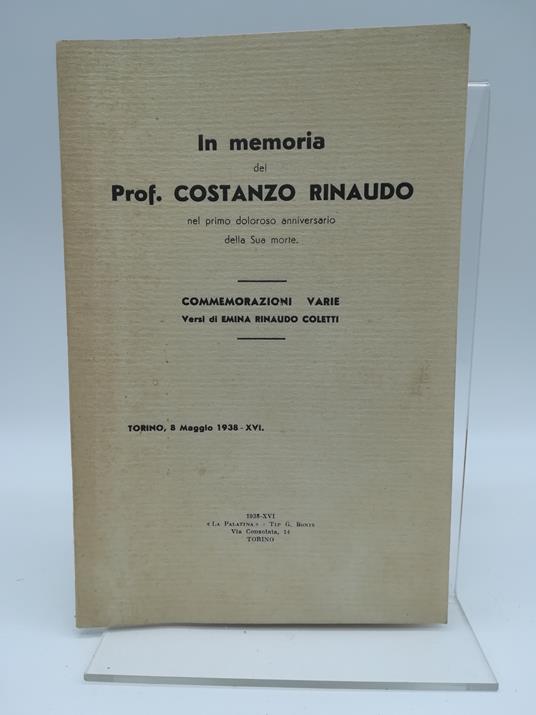 In memoria
del
Prof. COSTANZO RINAUDO
nel primo doloroso anniversario
della Sua morte.
COMMEMORAZIONI VARIE
Versi di EMINA RINAUDO COLETTI
TORINO, 8 Maggio 1938 - XVI.
1938-XVI
« LA PALATINA » - TIP G. BONIS
Via Consolata, 14
TORINO